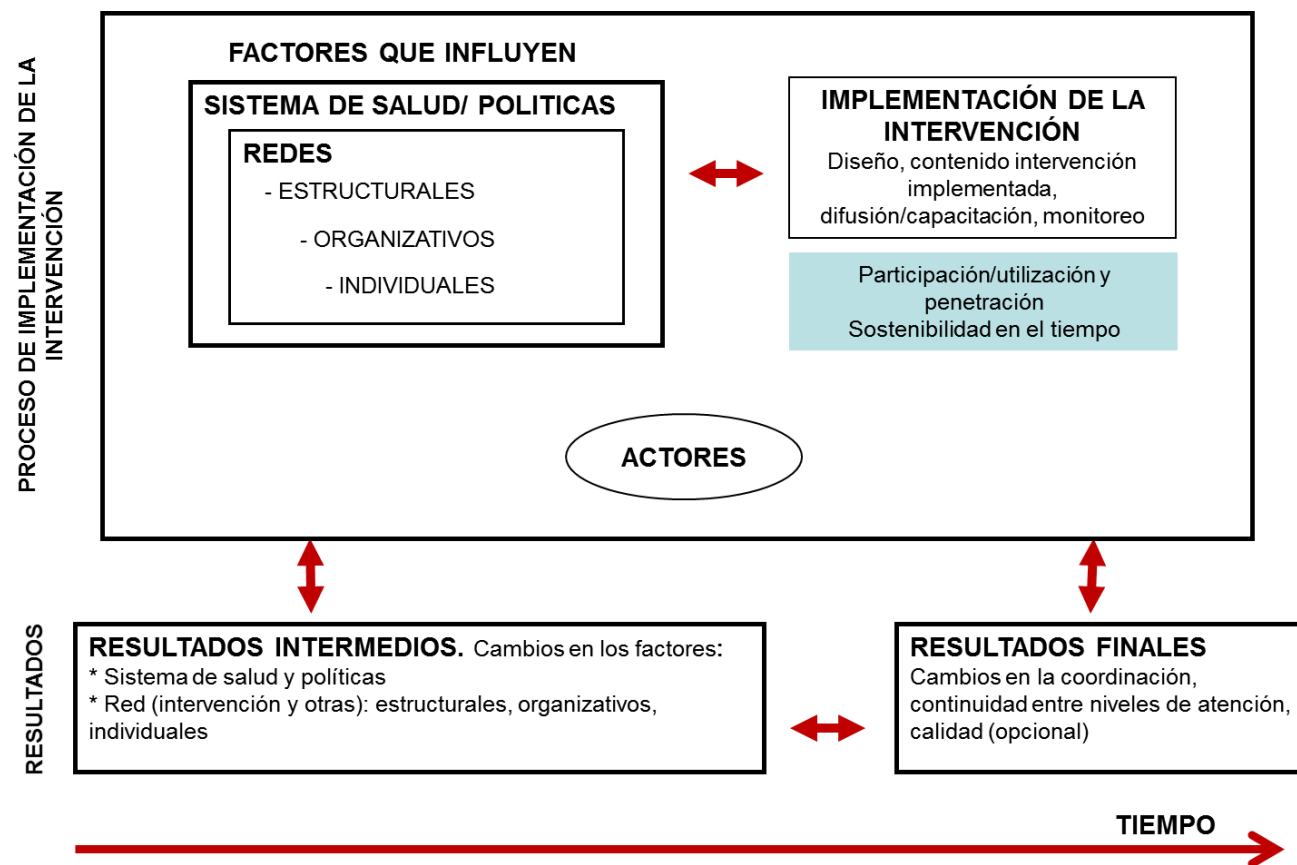 PROCESO DE IMPLEMENTACIÓN DE LA
INTERVENCIÓN
FACTORES QUE INFLUYEN
SISTEMA DE SALUD/ POLITICAS
REDES
- ESTRUCTURALES
- ORGANIZATIVOS
- INDIVIDUALES
IMPLEMENTACIÓN DE LA
INTERVENCIÓN
Diseño, contenido intervención
implementada,
difusión/capacitación, monitoreo
Participación/utilización y
penetración
Sostenibilidad en el tiempo
ACTORES
RESULTADOS
RESULTADOS INTERMEDIOS. Cambios en los factores:
* Sistema de salud y políticas
* Red (intervención y otras): estructurales, organizativos,
individuales
RESULTADOS FINALES
Cambios en la coordinación,
continuidad entre niveles de atención,
calidad (opcional)
TIEMPO